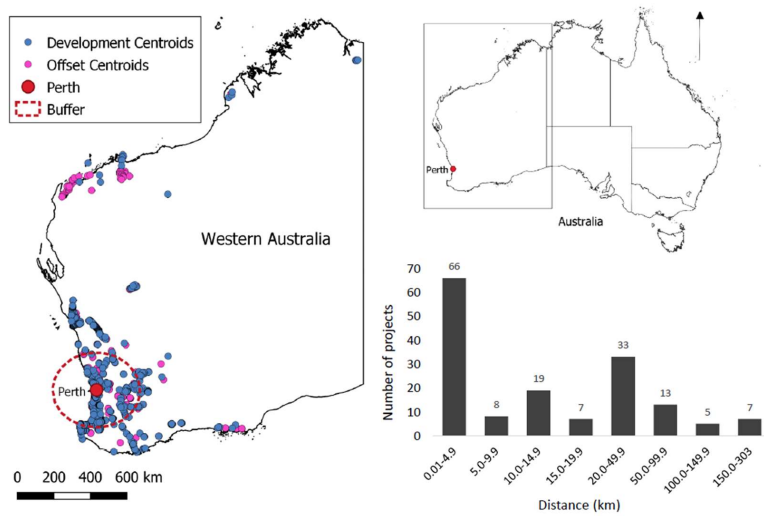 Development Centroids
Offset Centroids
Perth
Buffer
Western Australia
Perth
0 200 400 600 km
Perth
Australia
Number of projects
70
60
50
40
30
20
10
0
66
8
19
7
33
13
5
7
0.01-4.9
5.0-9.9
10.0-14.9
15.0-19.9
20.0-49.9
50.0-99.9
100.0-149.9
150.0-303
Distance (km)